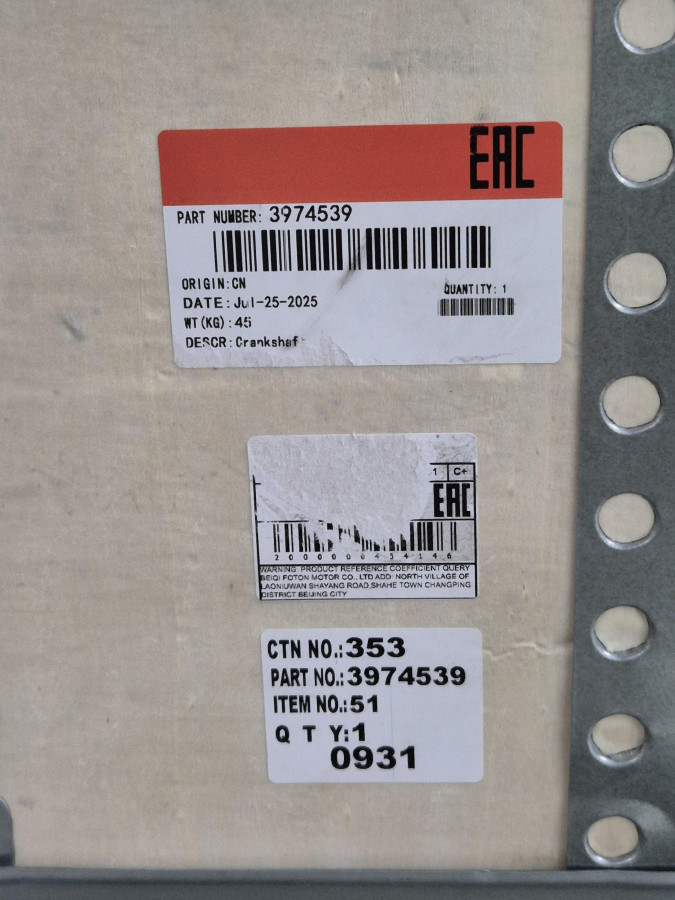 EAC
PART NUMBER: 3974539
ORIGIN:CN
DATE:Jul-25-2025
QUANTITY: 1
WT(KG):45
DESCR:Crankshaf
1 C+
EAC
2000000454146
WARNING: PRODUCT REFERENCE COEFFICIENT QUERY
BEIQI FOTON MOTOR CO., LTD ADD: NORTH VILLAGE OF
LAONIUWAN SHAYANG ROAD,SHAHE TOWN CHANGPING
DISTRICT BEIJING CITY
CTN NO.:353
PART NO.:3974539
ITEM NO.:51
Q T Y:1
0931